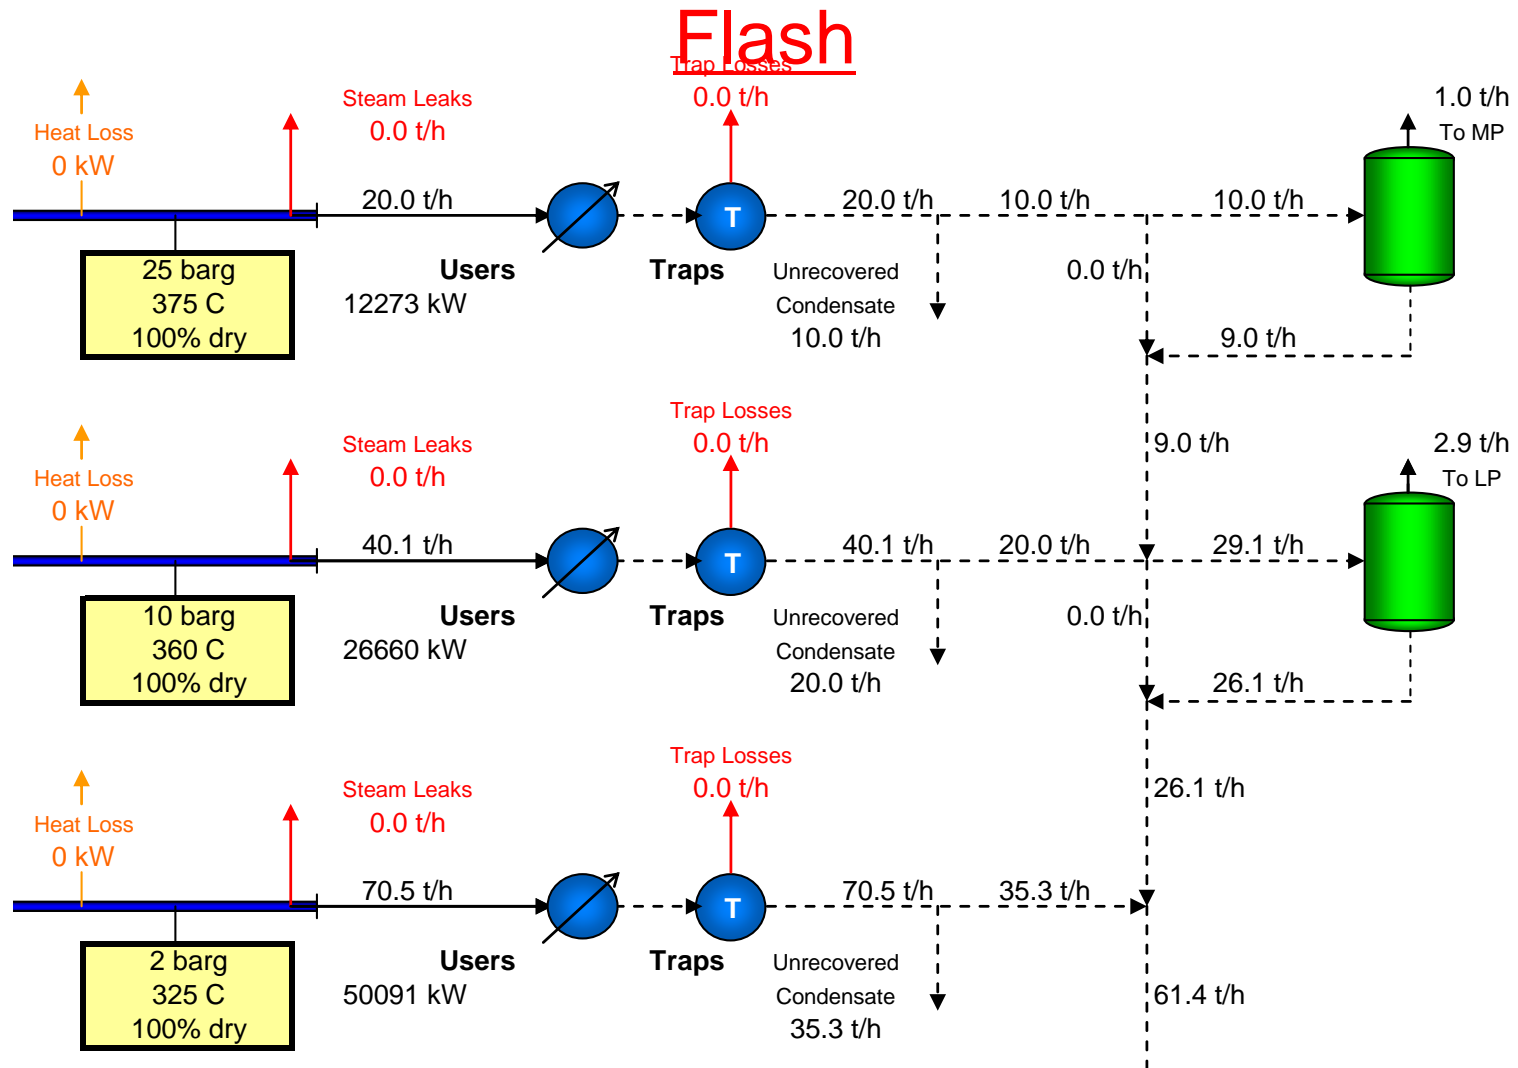 Flash
Trap Losses
0.0 t/h
Steam Leaks
0.0 t/h
Heat Loss
0 kW
1.0 t/h
To MP
20.0 t/h
T
20.0 t/h
10.0 t/h
10.0 t/h
25 barg
375 C
100% dry
Users
12273 kW
Traps
Unrecovered
Condensate
10.0 t/h
0.0 t/h
9.0 t/h
Trap Losses
0.0 t/h
Steam Leaks
0.0 t/h
Heat Loss
0 kW
9.0 t/h
2.9 t/h
To LP
40.1 t/h
T
40.1 t/h
20.0 t/h
29.1 t/h
10 barg
360 C
100% dry
Users
26660 kW
Traps
Unrecovered
Condensate
20.0 t/h
0.0 t/h
26.1 t/h
Trap Losses
0.0 t/h
Steam Leaks
0.0 t/h
Heat Loss
0 kW
26.1 t/h
70.5 t/h
T
70.5 t/h
35.3 t/h
2 barg
325 C
100% dry
Users
50091 kW
Traps
Unrecovered
Condensate
35.3 t/h
61.4 t/h